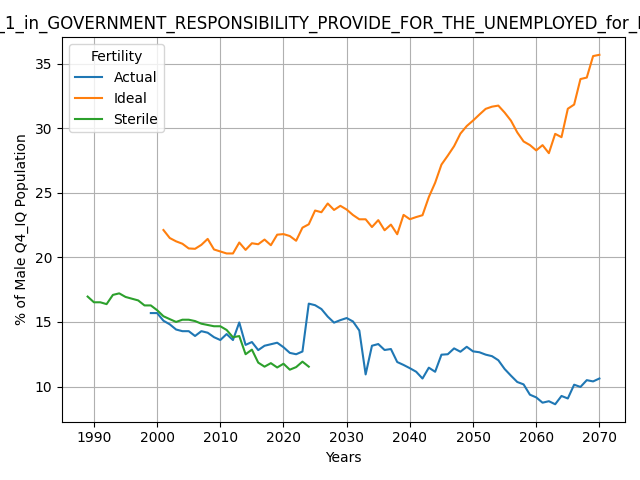 _1_in_GOVERNMENT_RESPONSIBILITY_PROVIDE_FOR_THE_UNEMPLOYED_for_
Fertility
Actual
Ideal
Sterile
% of Male Q4_IQ Population
35
30
25
20
15
10
1990 2000 2010 2020 2030 2040 2050 2060 2070
Years